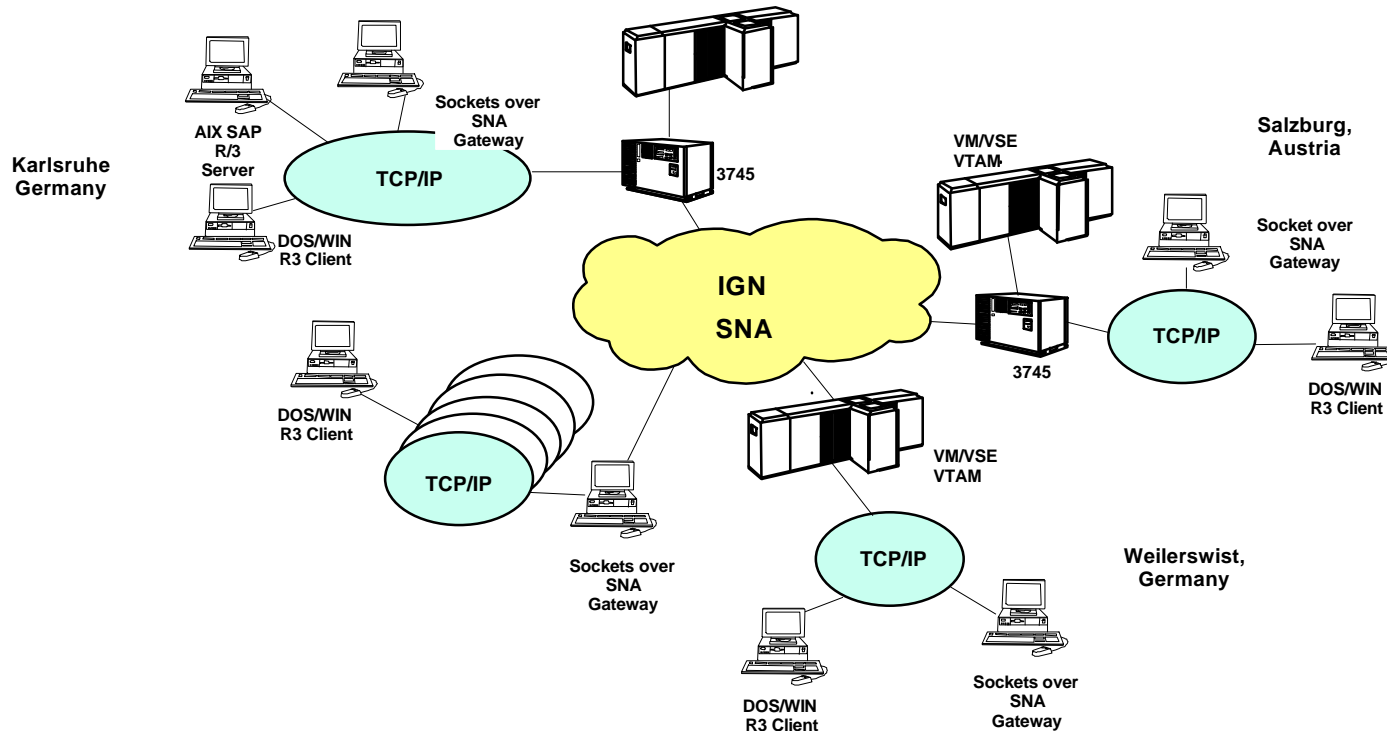 Karlsruhe
Germany
AIX SAP
R/3
Server
Sockets over
SNA
Gateway
TCP/IP
DOS/WIN
R3 Client
3745
VM/VSE
VTAM
Salzburg,
Austria
Socket over
SNA
Gateway
IGN
SNA
3745
TCP/IP
DOS/WIN
R3 Client
DOS/WIN
R3 Client
TCP/IP
Sockets over
SNA
Gateway
VM/VSE
VTAM
TCP/IP
Weilerswist,
Germany
DOS/WIN
R3 Client
Sockets over
SNA
Gateway